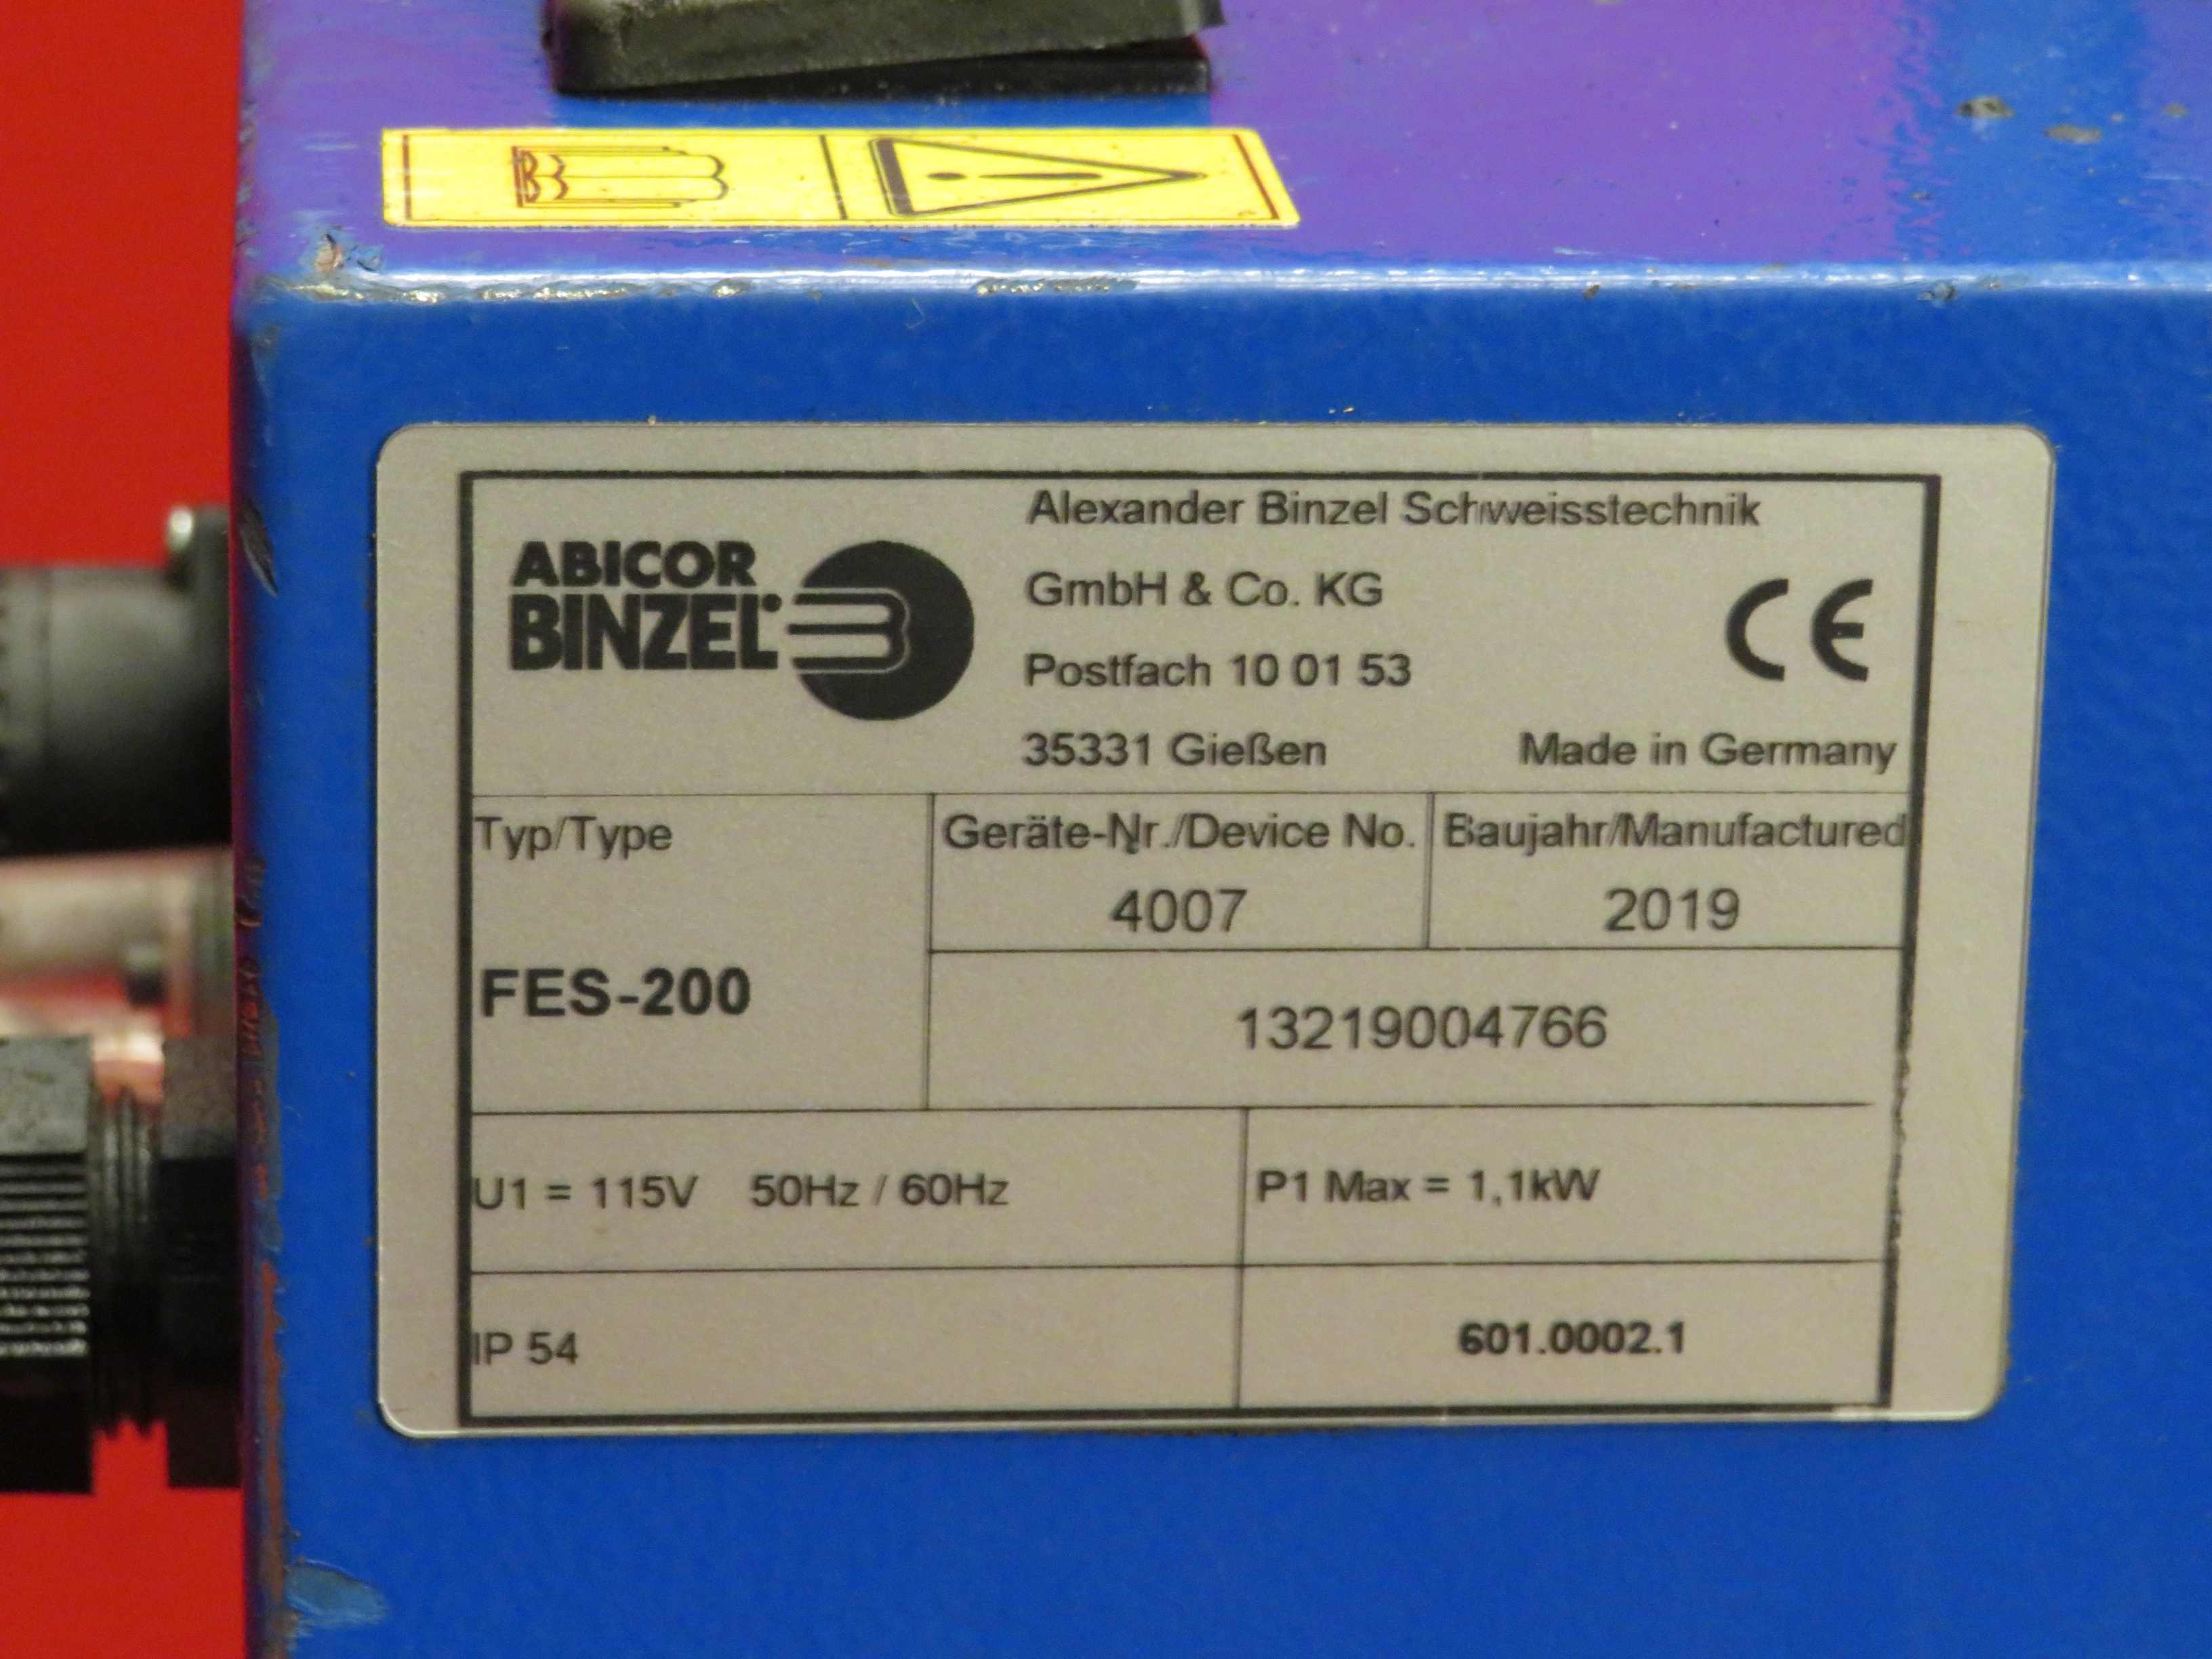 ABICOR
BINZEL
Alexander Binzel Schweisstechnik
GmbH & Co. KG
Postfach 10 01 53
35331 Gießen
CE
Made in Germany
Typ/Type
FES-200
Geräte-Nr./Device No.
4007
Baujahr/Manufactured
2019
13219004766
U1 = 115V 50Hz / 60Hz
P1 Max = 1,1kW
IP 54
601.0002.1